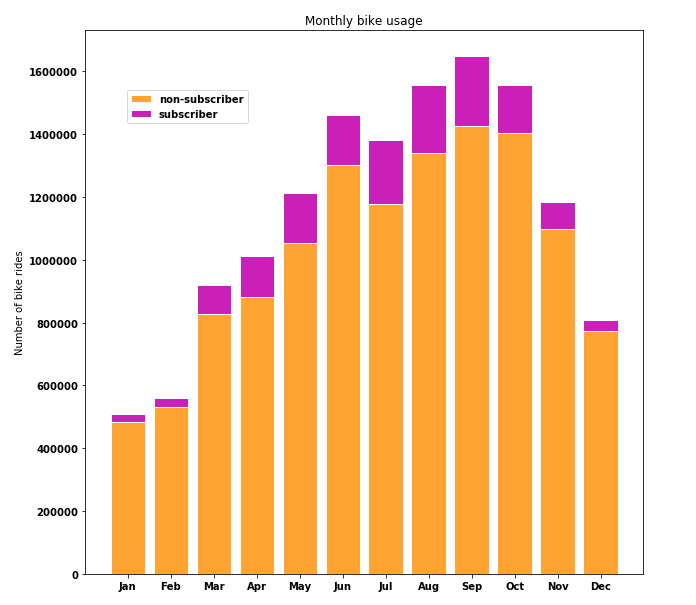 Monthly bike usage
non-subscriber
subscriber
Number of bike rides
1600000
1400000
1200000
1000000
800000
600000
400000
200000
0
Jan Feb Mar Apr May Jun Jul Aug Sep Oct Nov Dec